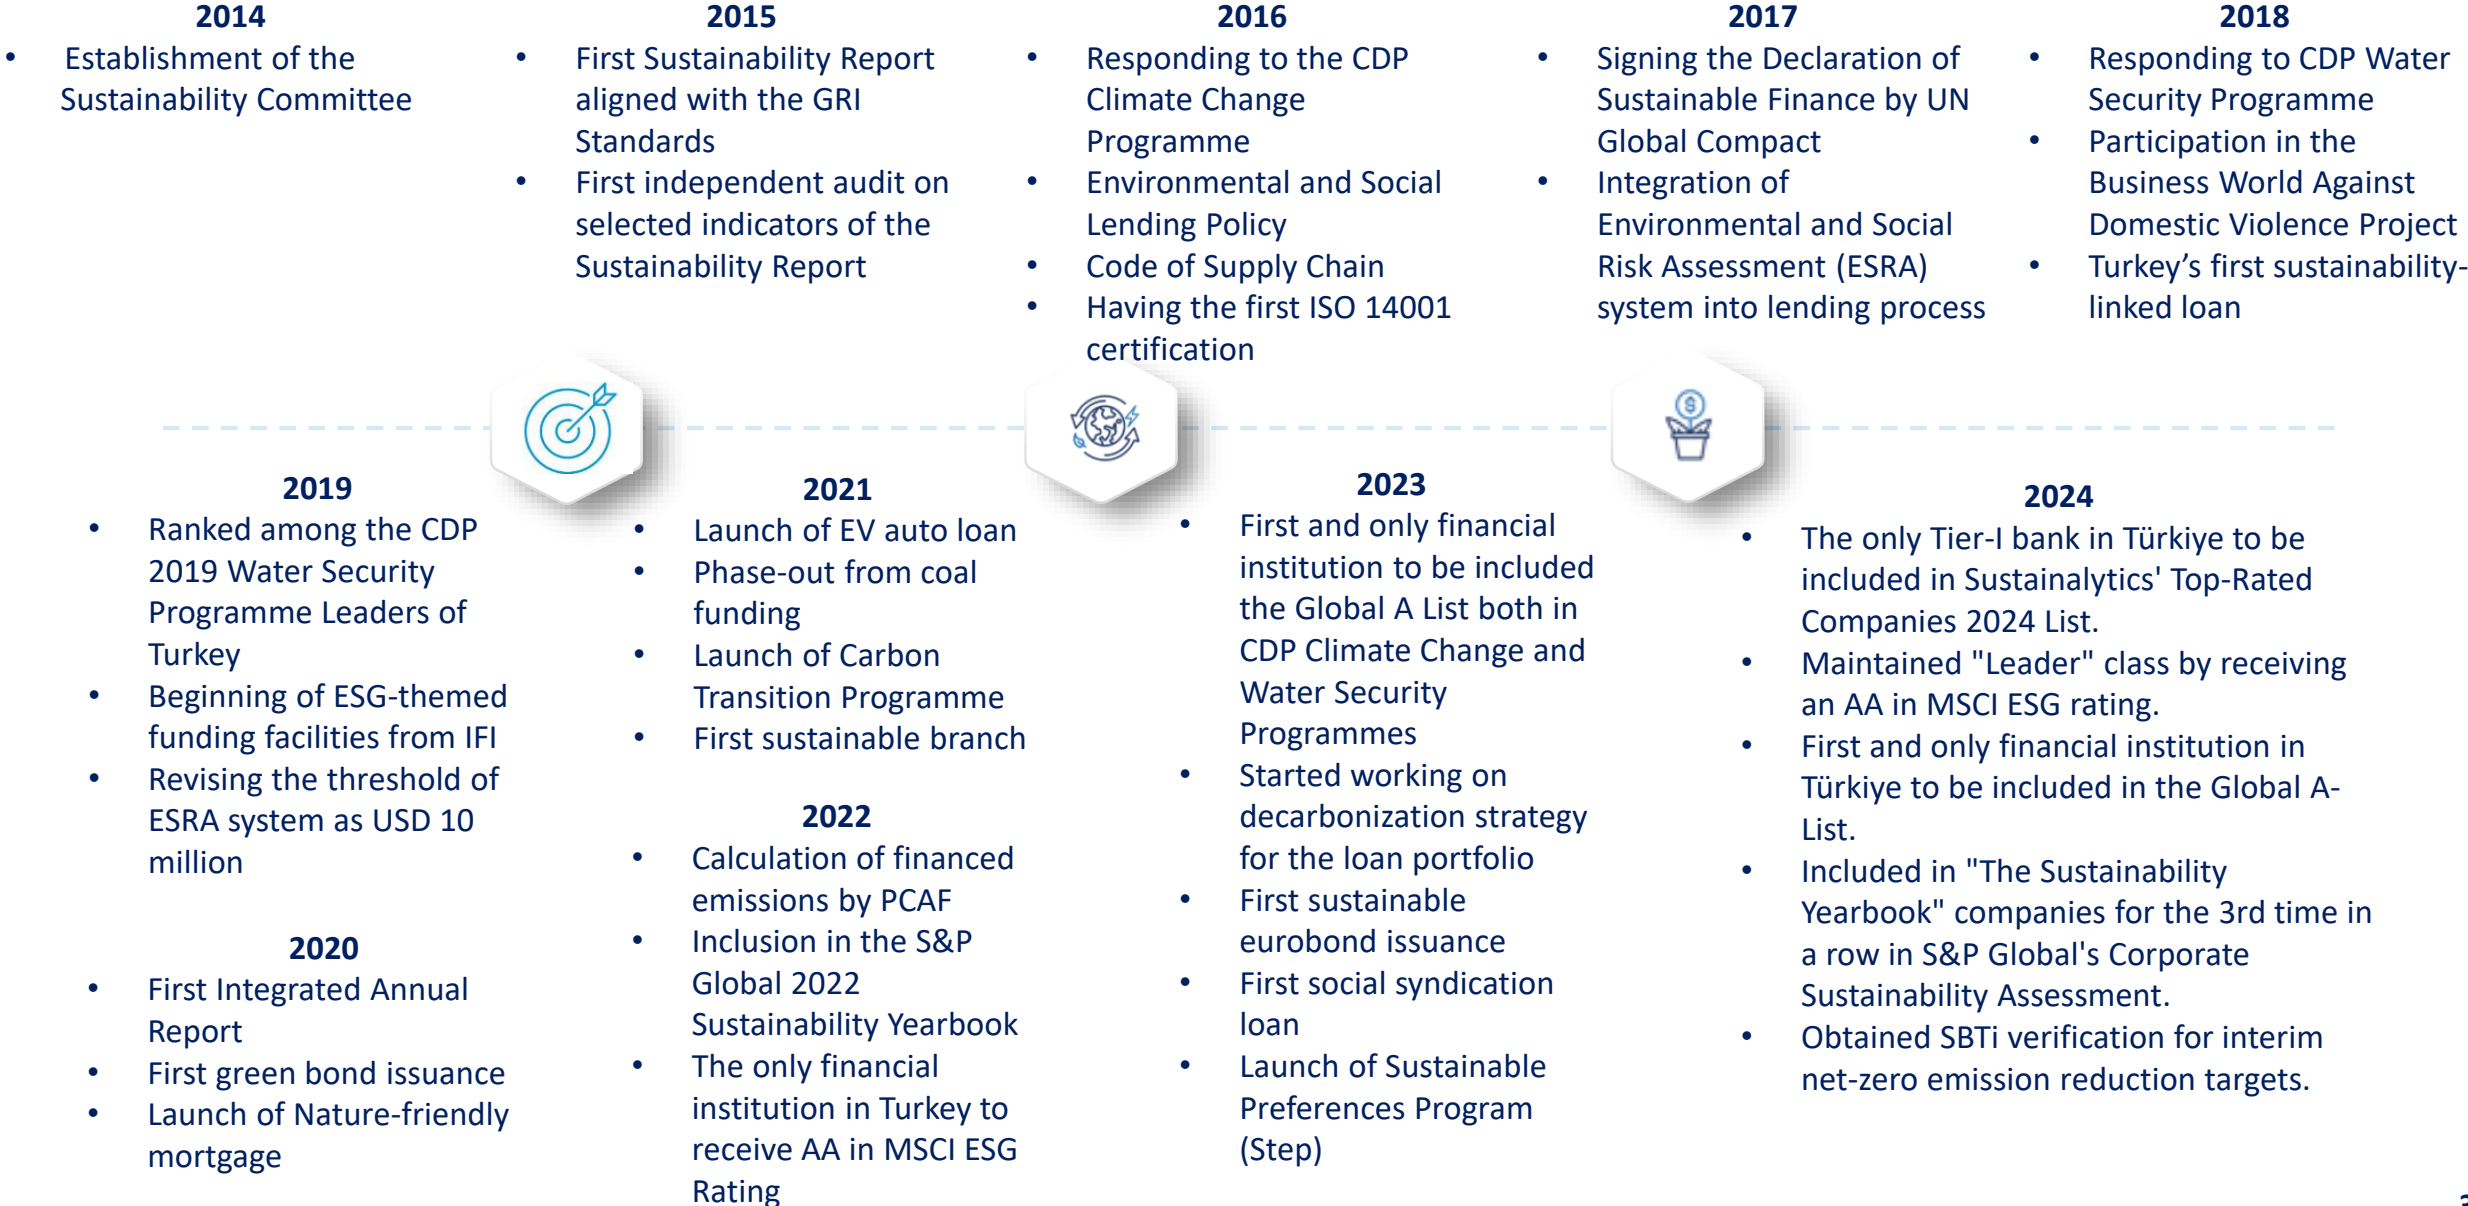 2014
• Establishment of the
Sustainability Committee
2015
• First Sustainability Report
aligned with the GRI
Standards
• First independent audit on
selected indicators of the
Sustainability Report
2016
• Responding to the CDP
Climate Change
Programme
• Environmental and Social
Lending Policy
• Code of Supply Chain
• Having the first ISO 14001
certification
2017
• Signing the Declaration of
Sustainable Finance by UN
Global Compact
• Integration of
Environmental and Social
Risk Assessment (ESRA)
system into lending process
2018
• Responding to CDP Water
Security Programme
• Participation in the
Business World Against
Domestic Violence Project
• Turkey’s first sustainability-
linked loan
2019
• Ranked among the CDP
2019 Water Security
Programme Leaders of
Turkey
• Beginning of ESG-themed
funding facilities from IFI
• Revising the threshold of
ESRA system as USD 10
million
2020
• First Integrated Annual
Report
• First green bond issuance
• Launch of Nature-friendly
mortgage
2021
• Launch of EV auto loan
• Phase-out from coal
funding
• Launch of Carbon
Transition Programme
• First sustainable branch
2022
• Calculation of financed
emissions by PCAF
• Inclusion in the S&P
Global 2022
Sustainability Yearbook
• The only financial
institution in Turkey to
receive AA in MSCI ESG
Rating
2023
• First and only financial
institution to be included
the Global A List both in
CDP Climate Change and
Water Security
Programmes
• Started working on
decarbonization strategy
for the loan portfolio
• First sustainable
eurobond issuance
• First social syndication
loan
• Launch of Sustainable
Preferences Program
(Step)
2024
• The only Tier-I bank in Türkiye to be
included in Sustainalytics' Top-Rated
Companies 2024 List.
• Maintained "Leader" class by receiving
an AA in MSCI ESG rating.
• First and only financial institution in
Türkiye to be included in the Global A-
List.
• Included in "The Sustainability
Yearbook" companies for the 3rd time in
a row in S&P Global's Corporate
Sustainability Assessment.
• Obtained SBTi verification for interim
net-zero emission reduction targets.